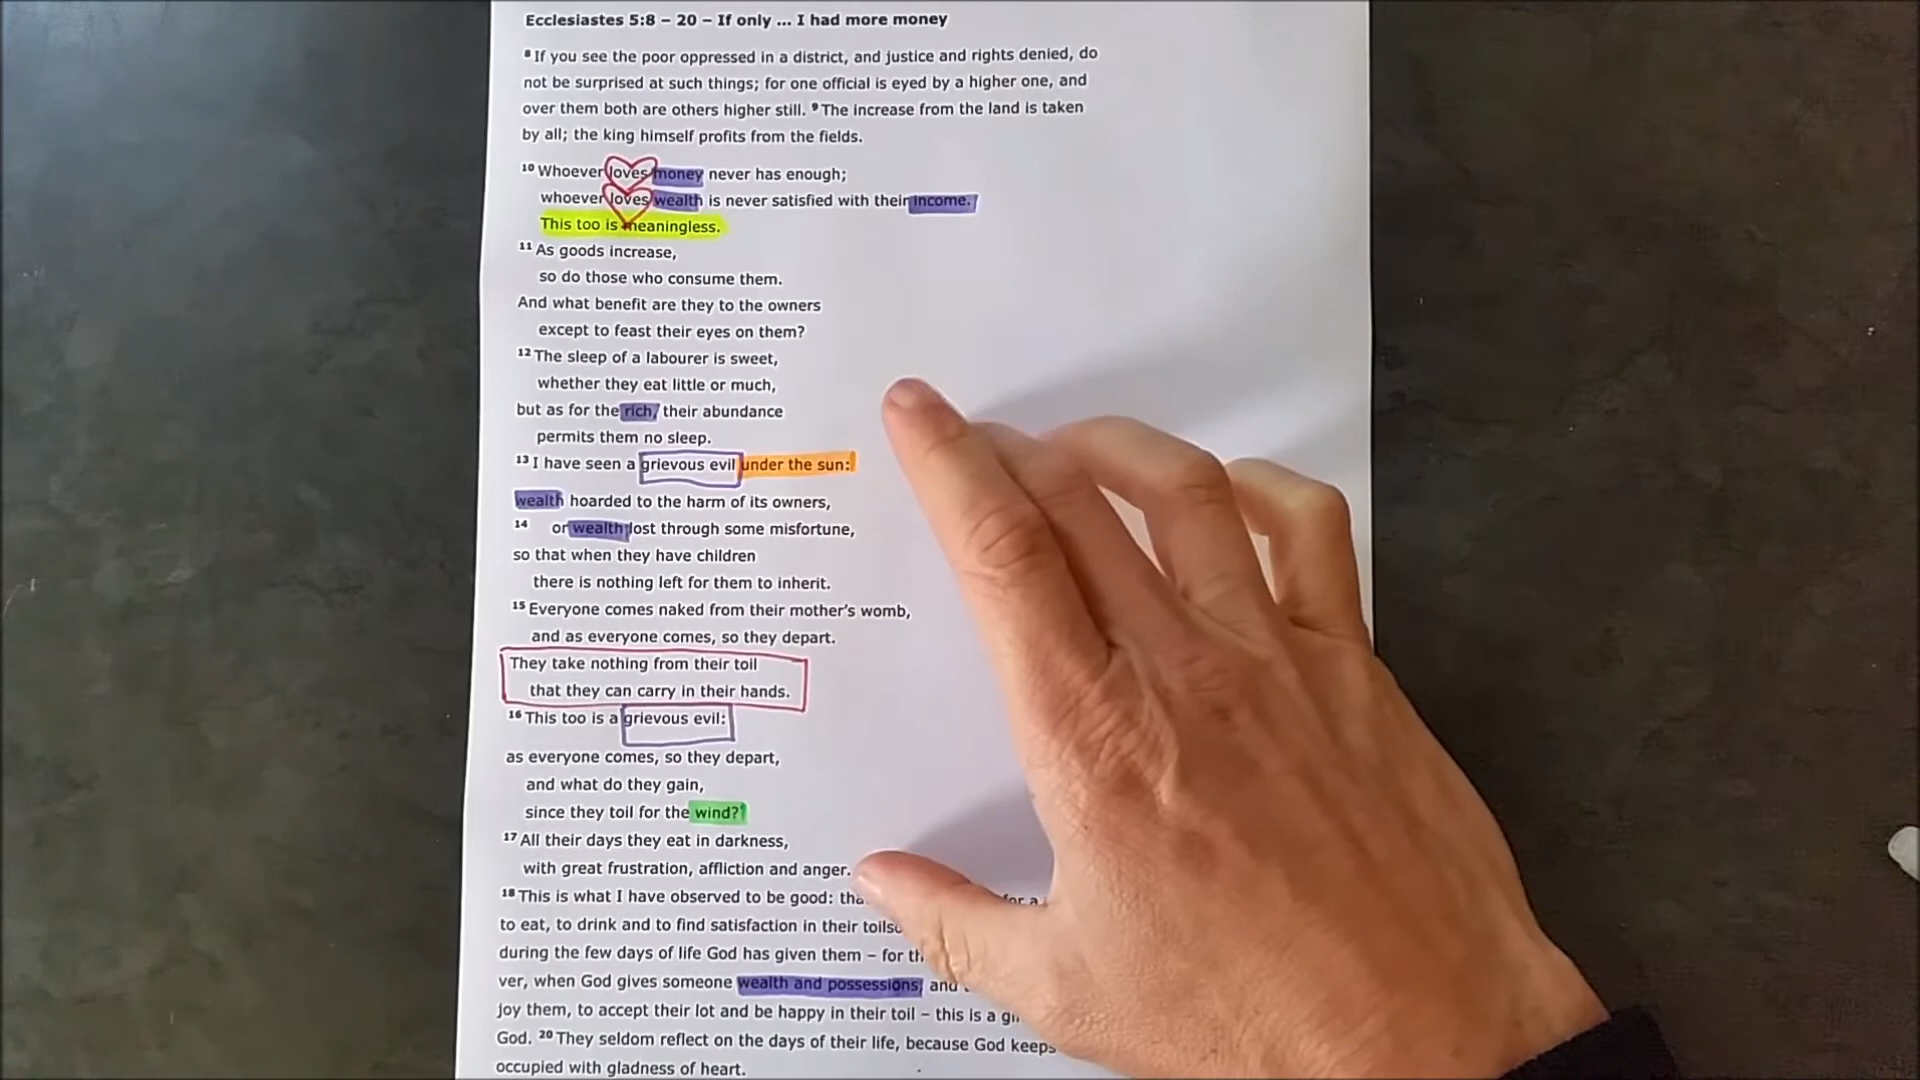 Ecclesiastes 5:8 – 20 – If only ... I had more money
8 If you see the poor oppressed in a district, and justice and rights denied, do
not be surprised at such things; for one official is eyed by a higher one, and
over them both are others higher still. 9 The increase from the land is taken
by all; the king himself profits from the fields.
10 Whoever loves money never has enough;
whoever loves wealth is never satisfied with their income.
This too is meaningless.
11 As goods increase,
so do those who consume them.
And what benefit are they to the owners
except to feast their eyes on them?
12 The sleep of a labourer is sweet,
whether they eat little or much,
but as for the rich, their abundance
permits them no sleep.
13 I have seen a grievous evil under the sun:
wealth hoarded to the harm of its owners,
14 or wealth lost through some misfortune,
so that when they have children
there is nothing left for them to inherit.
15 Everyone comes naked from their mother’s womb,
and as everyone comes, so they depart.
They take nothing from their toil
that they can carry in their hands.
16 This too is a grievous evil:
as everyone comes, so they depart,
and what do they gain,
since they toil for the wind?
17 All their days they eat in darkness,
with great frustration, affliction and anger.
18 This is what I have observed to be good: for a
to eat, to drink and to find satisfaction in their
during the few days of life God has given them – for
ver, when God gives someone wealth and possessions, and
joy them, to accept their lot and be happy in their toil – this is a
God. 20 They seldom reflect on the days of their life, because God keeps
occupied with gladness of heart.